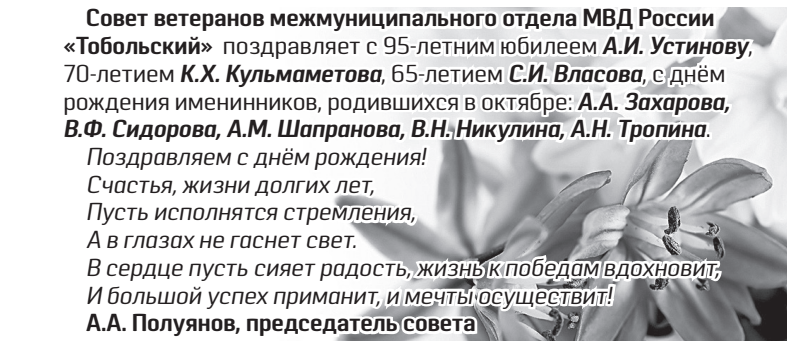 Совет ветеранов межмуниципального отдела МВД России
«Тобольский» поздравляет с 95-летним юбилеем А.И. Устинову,
70-летием К.Х. Кульмаметова, 65-летием С.И. Власова, с днём
рождения именинников, родившихся в октябре: А.А. Захарова,
В.Ф. Сидорова, А.М. Шапранова, В.Н. Никулина, А.Н. Тропина.
Поздравляем с днём рождения!
Счастья, жизни долгих лет,
Пусть исполнятся стремления,
А в глазах не гаснет свет.
В сердце пусть сияет радость, жизнь к победам вдохновит,
И большой успех приманит, и мечты осуществит!
А.А. Полуянов, председатель совета